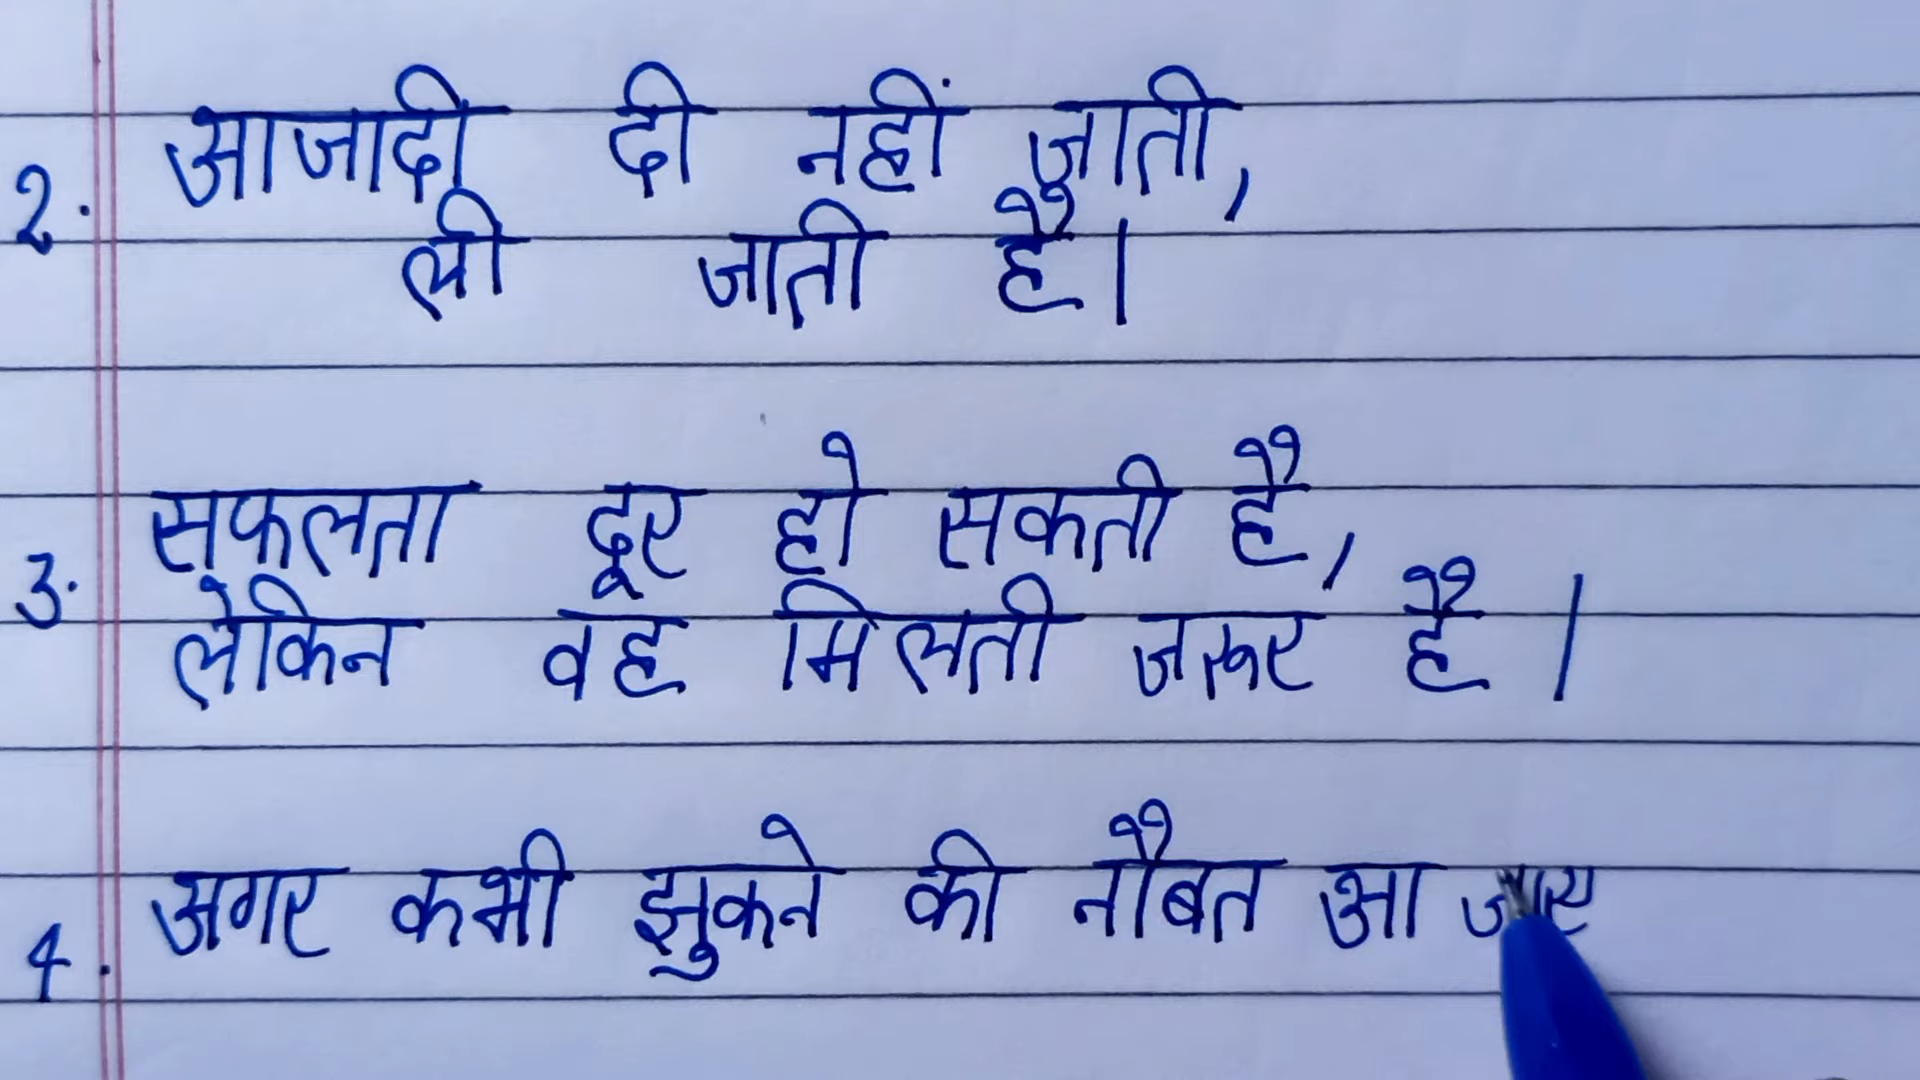 2. आजादी दी नहीं जाती,
ली जाती है।
3. सफलता दूर हो सकती है,
लेकिन वह मिलती जरूर है।
4. अगर कभी झुकने की नौबत आ जाए